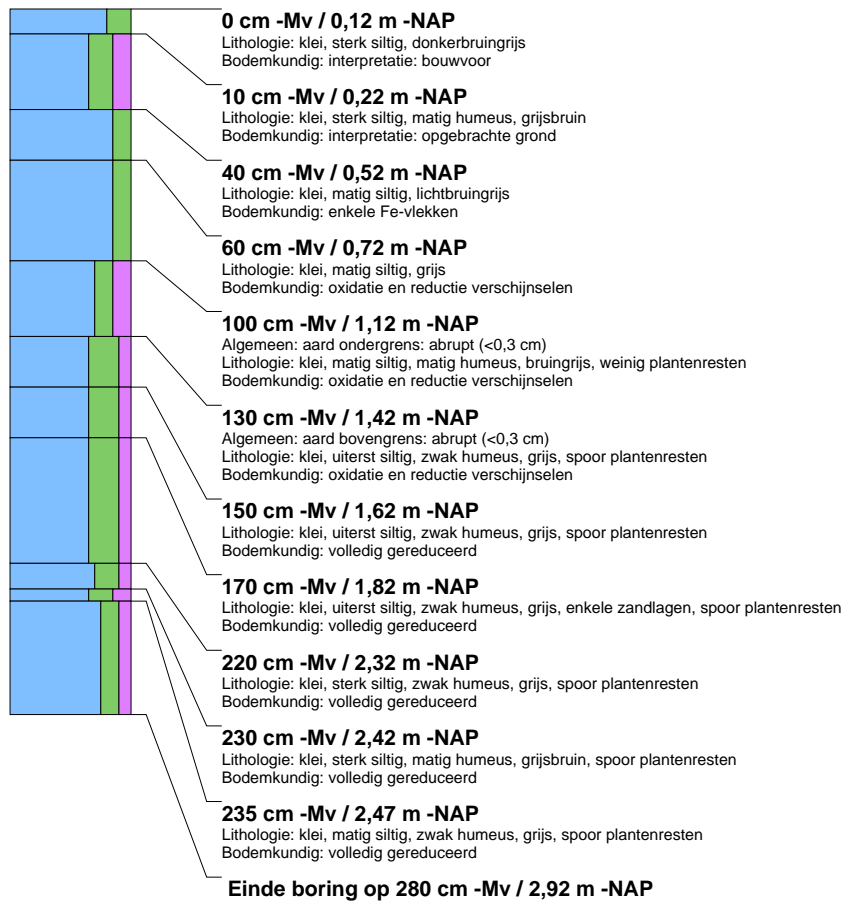 0 cm -Mv / 0,12 m -NAP
Lithologie: klei, sterk siltig, donkerbruingrijs
Bodemkundig: interpretatie: bouwvoor
10 cm -Mv / 0,22 m -NAP
Lithologie: klei, sterk siltig, matig humeus, grijsbruin
Bodemkundig: interpretatie: opgebrachte grond
40 cm -Mv / 0,52 m -NAP
Lithologie: klei, matig siltig, lichtbruingrijs
Bodemkundig: enkele Fe-vlekken
60 cm -Mv / 0,72 m -NAP
Lithologie: klei, matig siltig, grijs
Bodemkundig: oxidatie en reductie verschijnselen
100 cm -Mv / 1,12 m -NAP
Algemeen: aard ondergrens: abrupt (<0,3 cm)
Lithologie: klei, matig siltig, matig humeus, bruingrijs, weinig plantenresten
Bodemkundig: oxidatie en reductie verschijnselen
130 cm -Mv / 1,42 m -NAP
Algemeen: aard bovengrens: abrupt (<0,3 cm)
Lithologie: klei, uiterst siltig, zwak humeus, grijs, spoor plantenresten
Bodemkundig: oxidatie en reductie verschijnselen
150 cm -Mv / 1,62 m -NAP
Lithologie: klei, uiterst siltig, zwak humeus, grijs, spoor plantenresten
Bodemkundig: volledig gereduceerd
170 cm -Mv / 1,82 m -NAP
Lithologie: klei, uiterst siltig, zwak humeus, grijs, enkele zandlagen, spoor plantenresten
Bodemkundig: volledig gereduceerd
220 cm -Mv / 2,32 m -NAP
Lithologie: klei, sterk siltig, zwak humeus, grijs, spoor plantenresten
Bodemkundig: volledig gereduceerd
230 cm -Mv / 2,42 m -NAP
Lithologie: klei, sterk siltig, matig humeus, grijsbruin, spoor plantenresten
Bodemkundig: volledig gereduceerd
235 cm -Mv / 2,47 m -NAP
Lithologie: klei, matig siltig, zwak humeus, grijs, spoor plantenresten
Bodemkundig: volledig gereduceerd
Einde boring op 280 cm -Mv / 2,92 m -NAP